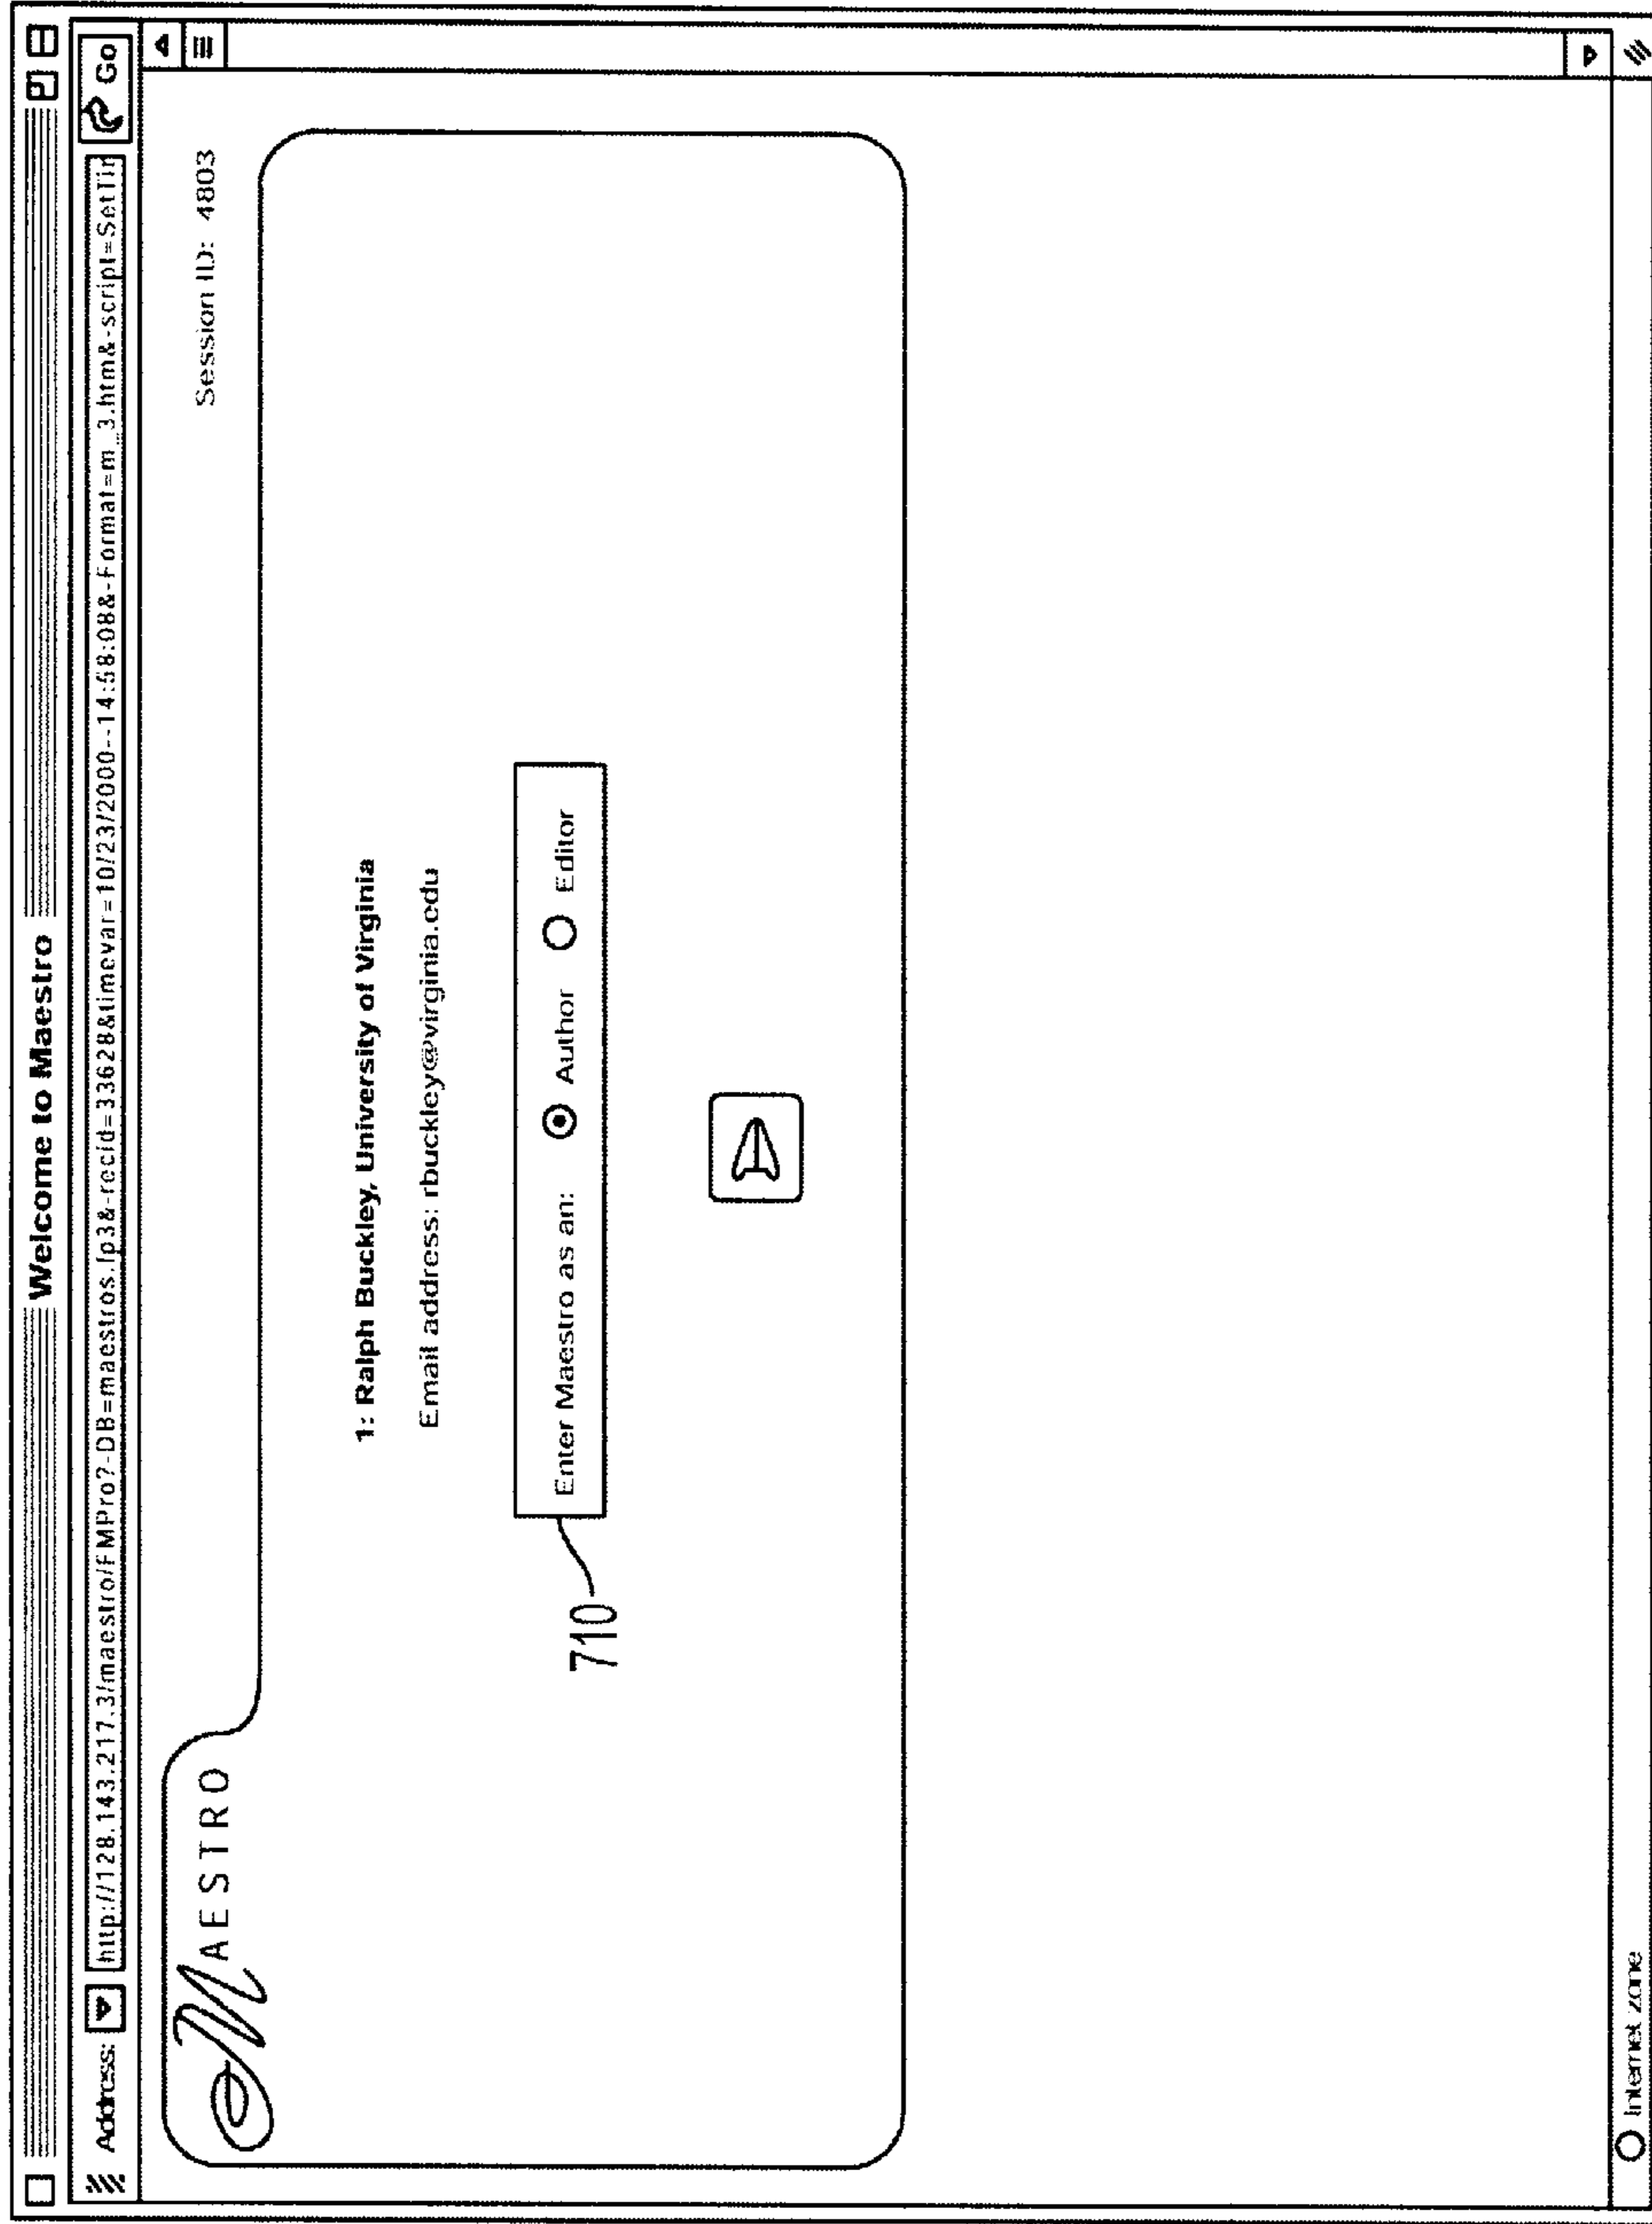 Welcome to Maestro
Address: http://128.143.217.3/maestro/FMPro?-DB=maestros.fp3&-recid=33628&timevar=10/23/2000--14:58:08&-Format=m_3.htm&-script=SetTir Go
MAESTRO
Session ID: 4803
1: Ralph Buckley, University of Virginia
Email address: rbuckley@virginia.edu
Enter Maestro as an: Author Editor
710
Internet zone